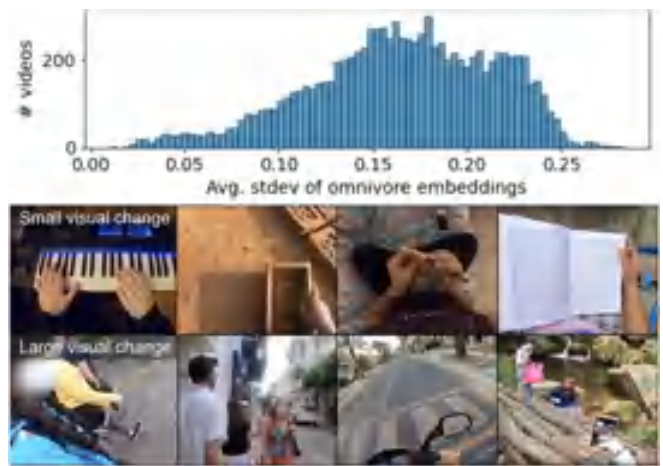 # videos
200
0
0.00 0.05 0.10 0.15 0.20 0.25
Avg. stdev of omnivore embeddings
Small visual change
Large visual change